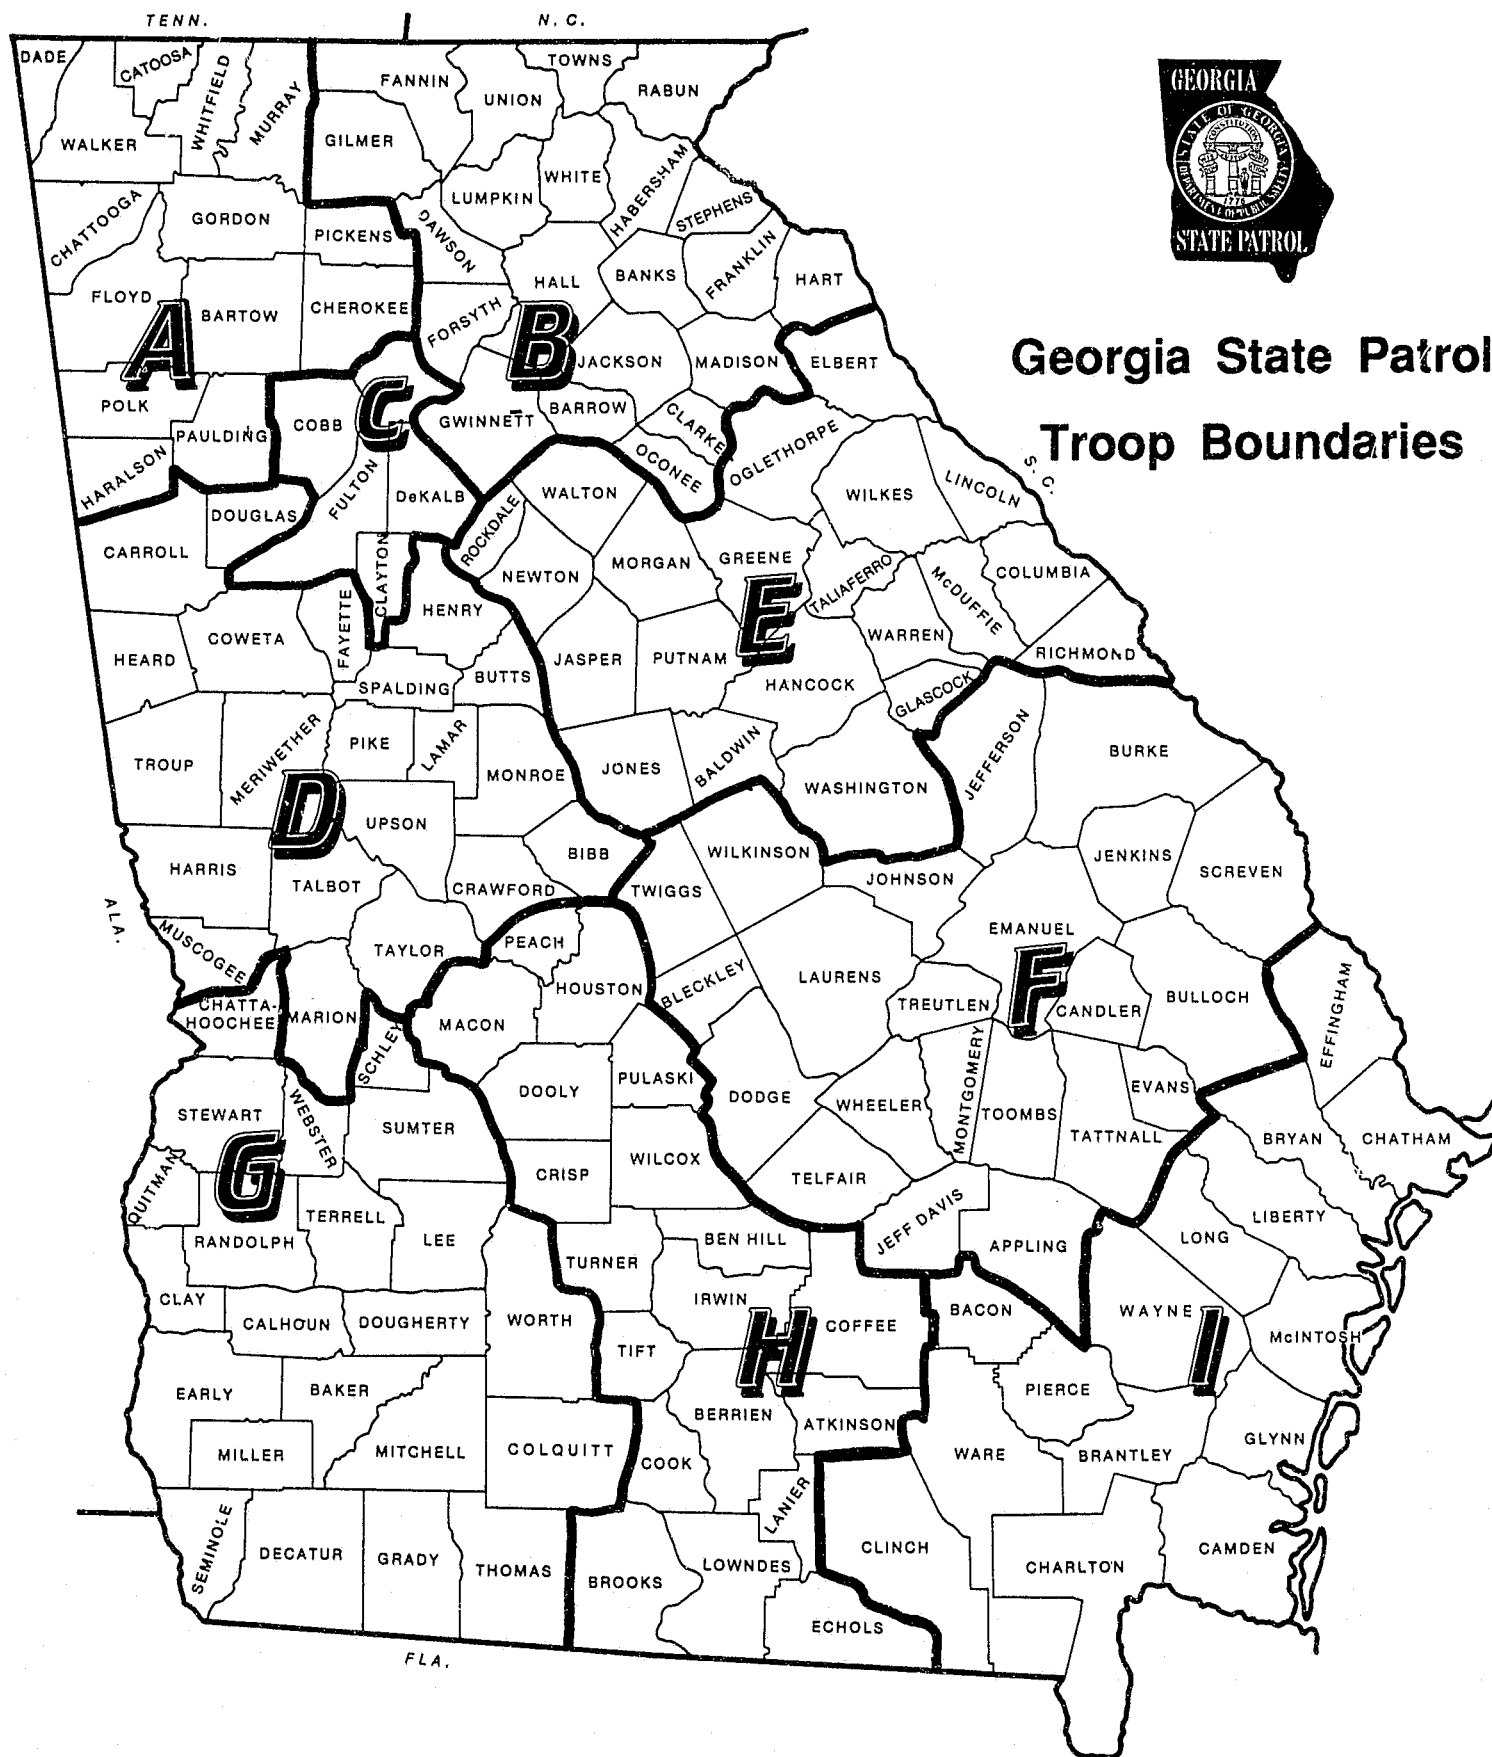 TENN.
N. C.
DADE
CATOOSA
WHITFIELD
MURRAY
FANNIN
UNION
TOWNS
RABUN
WALKER
GILMER
LUMPKIN
WHITE
HABERSHAM
STEPHENS
CHATTOOGA
GORDON
PICKENS
DAWSON
HALL
BANKS
FRANKLIN
HART
FLOYD
BARTOW
CHEROKEE
FORSYTH
A
B
JACKSON
MADISON
ELBERT
GEORGIA
STATE OF GEORGIA
CONSTITUTION
1776
DEPARTMENT OF PUBLIC SAFETY
STATE PATROL
Georgia State Patrol
Troop Boundaries
POLK
PAULDING
COBB
C
GWINNETT
BARROW
CLARKE
OCONEE
OGLETHORPE
HARALSON
DOUGLAS
FULTON
DeKALB
ROCKDALE
WALTON
WILKES
LINCOLN
S. C.
CARROLL
CLAYTON
HENRY
NEWTON
MORGAN
GREENE
TALIAFERRO
McDUFFIE
COLUMBIA
E
HEARD
COWETA
FAYETTE
SPALDING
BUTTS
JASPER
PUTNAM
HANCOCK
WARREN
GLASCOCK
RICHMOND
TROUP
MERIWETHER
PIKE
LAMAR
MONROE
JONES
BALDWIN
WASHINGTON
JEFFERSON
BURKE
D
HARRIS
TALBOT
UPSON
CRAWFORD
BIBB
TWIGGS
WILKINSON
JOHNSON
JENKINS
SCREVEN
ALA.
MUSCOGEE
TAYLOR
PEACH
HOUSTON
BLECKLEY
LAURENS
EMANUEL
F
TREUTLEN
CANDLER
BULLOCH
EFFINGHAM
CHATTA-
HOOCHEE
MARION
SCHLEY
MACON
DOOLY
PULASKI
DODGE
WHEELER
MONTGOMERY
TOOMBS
TATTNALL
EVANS
BRYAN
CHATHAM
STEWART
WEBSTER
SUMTER
CRISP
WILCOX
TELFAIR
G
QUITMAN
RANDOLPH
TERRELL
LEE
TURNER
BEN HILL
JEFF DAVIS
APPLING
LONG
LIBERTY
CLAY
CALHOUN
DOUGHERTY
WORTH
TIFT
IRWIN
H
COFFEE
BACON
WAYNE
I
McINTOSH
EARLY
BAKER
MILLER
MITCHELL
COLQUITT
COOK
BERRIEN
ATKINSON
PIERCE
WARE
BRANTLEY
GLYNN
SEMINOLE
DECATUR
GRADY
THOMAS
BROOKS
LOWNDES
LANIER
CLINCH
CHARLTON
CAMDEN
ECHOLS
FLA.